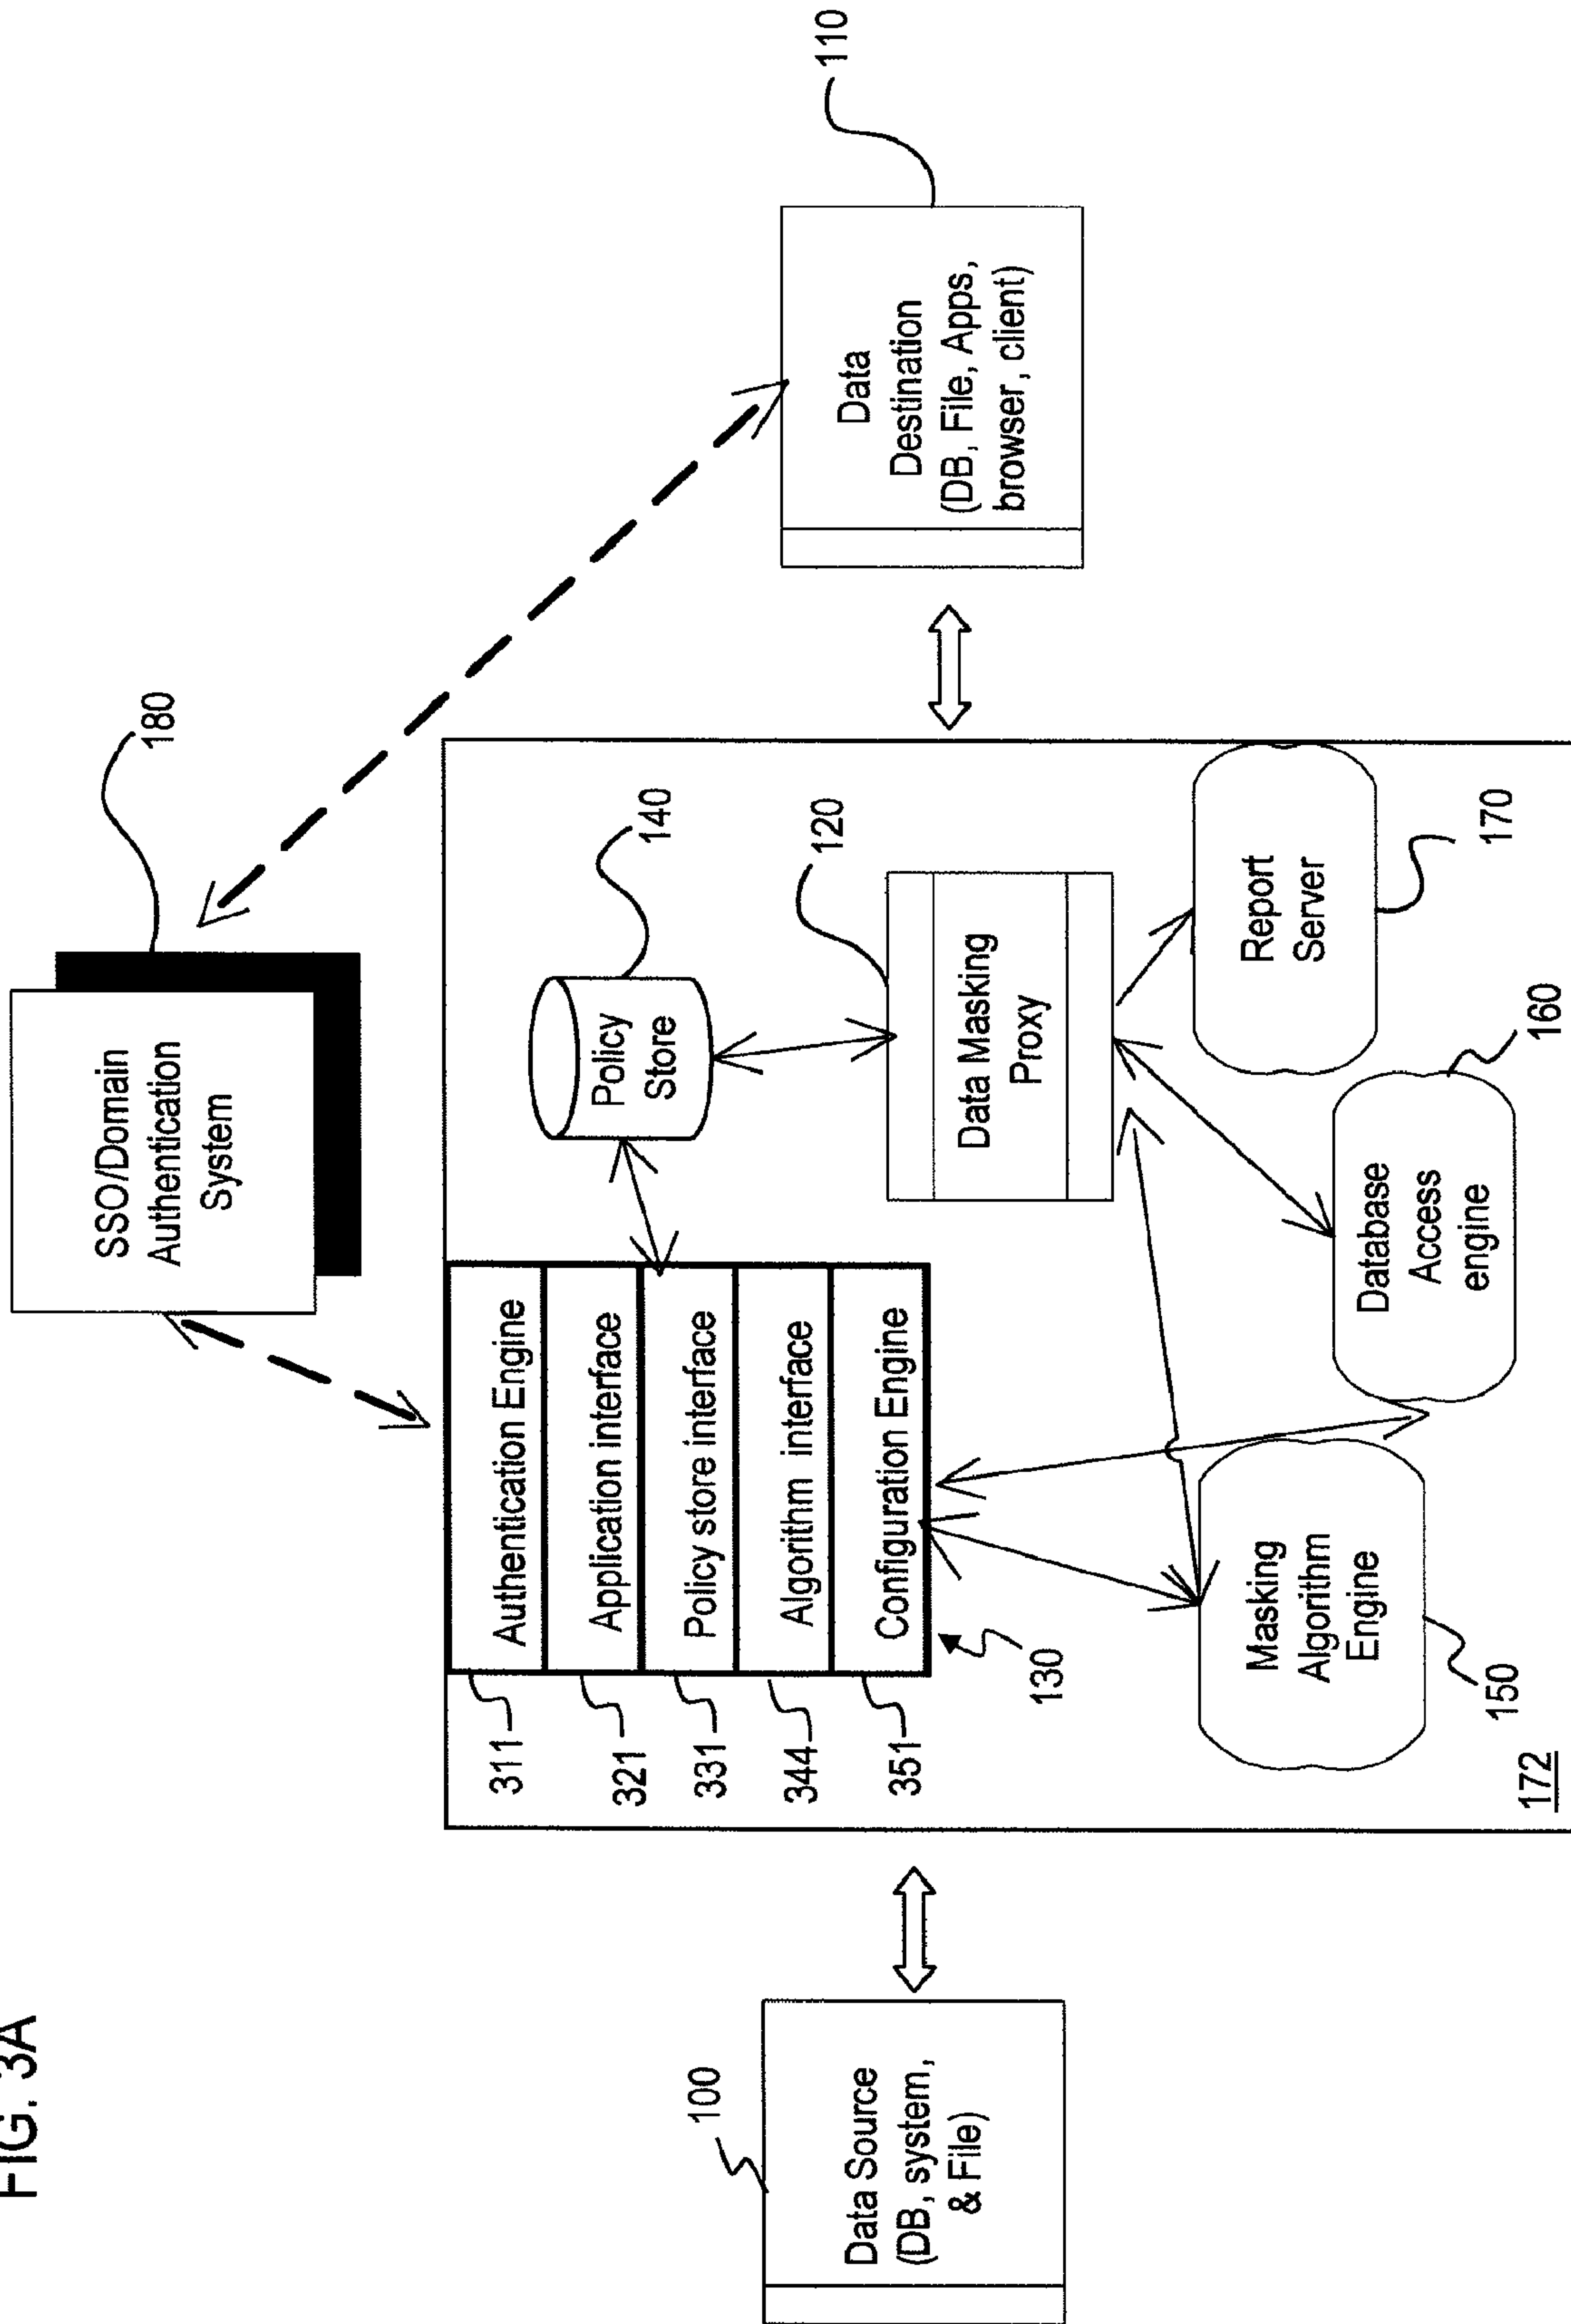 FIG. 3A
SSO/Domain
Authentication
System
180
311
Authentication Engine
321
Application interface
331
Policy store interface
344
Algorithm interface
351
Configuration Engine
130
Policy
Store
140
Data Masking
Proxy
120
Data Source
(DB, system,
& File)
100
Data
Destination
(DB, File, Apps,
browser, client)
110
Masking
Algorithm
Engine
150
Database
Access
engine
160
Report
Server
170
172